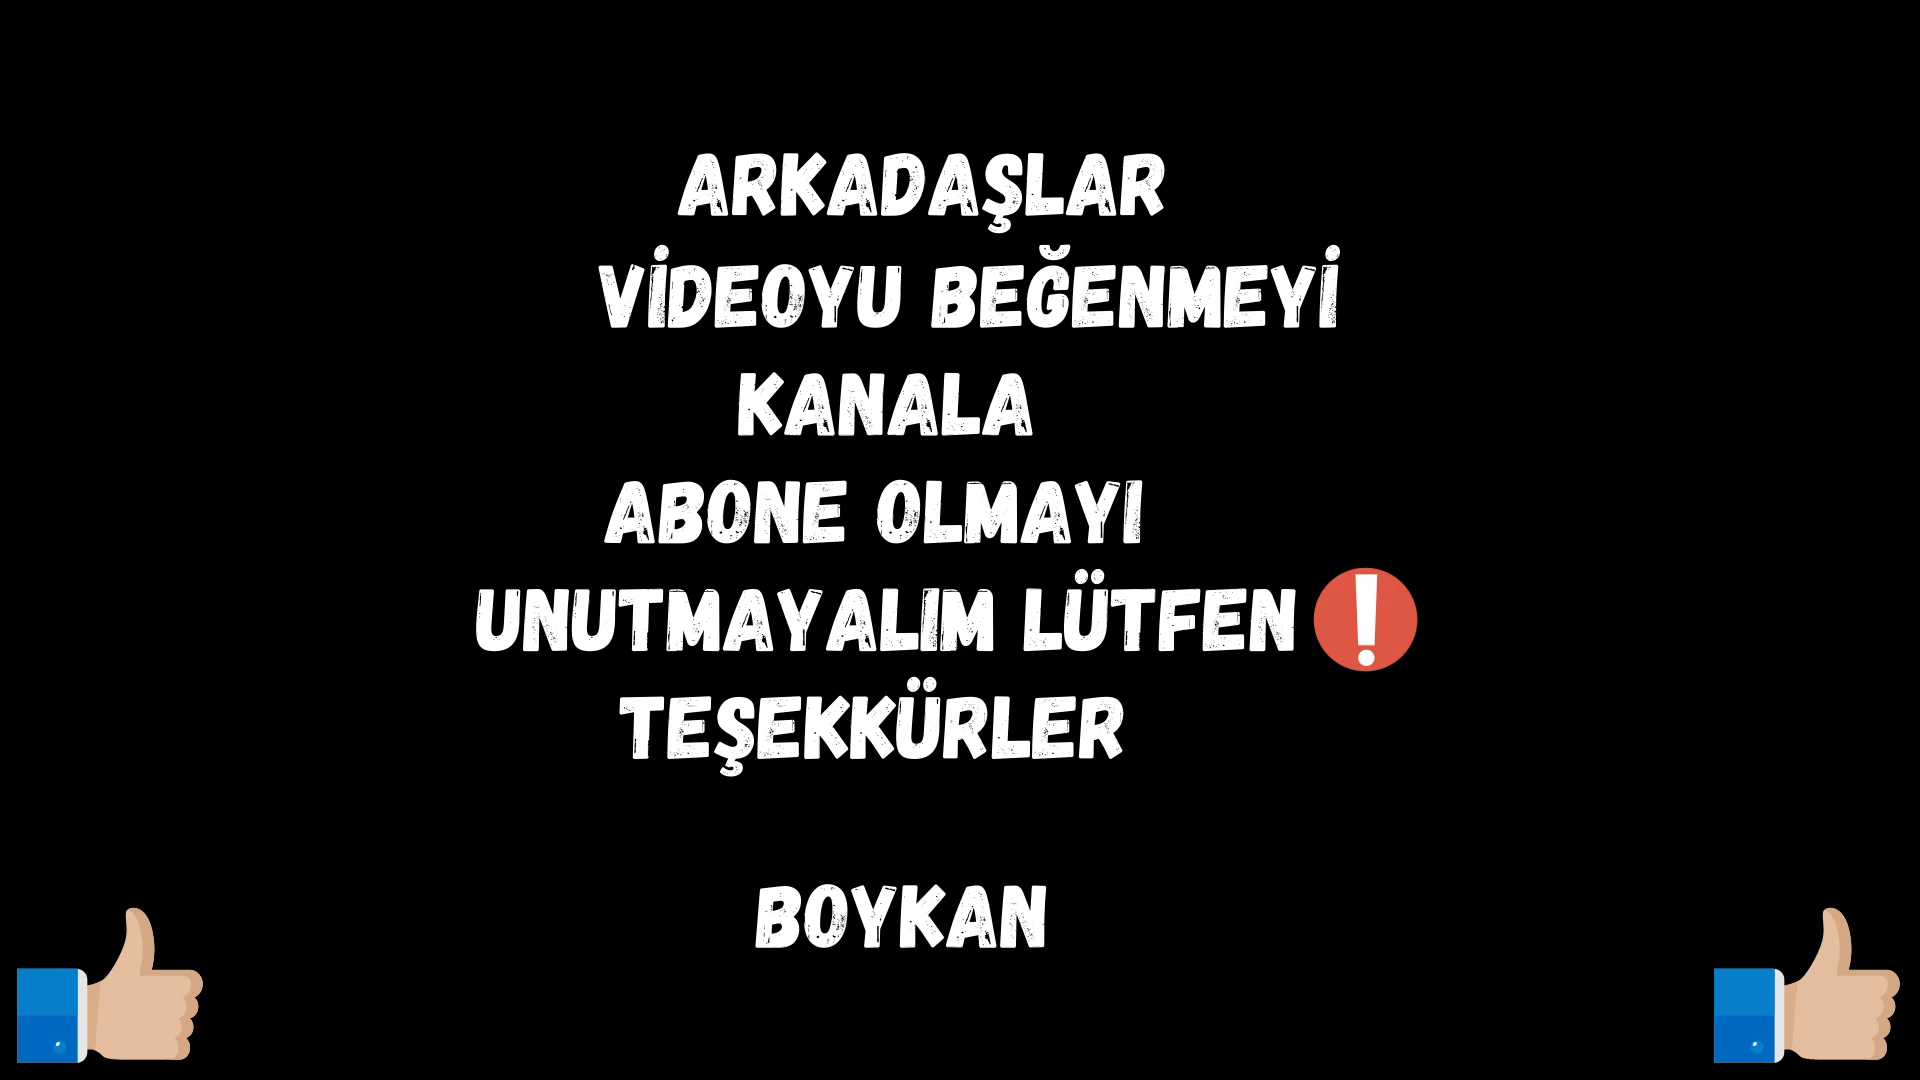 ARKADAŞLAR
VİDEOYU BEĞENMEYİ
KANALA
ABONE OLMAYI
UNUTMAYALIM LÜTFEN❗
TEŞEKKÜRLER
BOYKAN